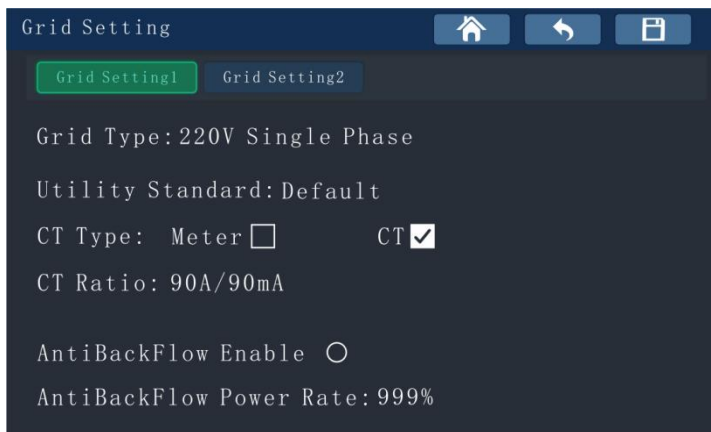 Grid Setting
Grid Setting1 Grid Setting2
Grid Type:220V Single Phase
Utility Standard:Default
CT Type: Meter CT
CT Ratio: 90A/90mA
AntiBackFlow Enable
AntiBackFlow Power Rate:999%